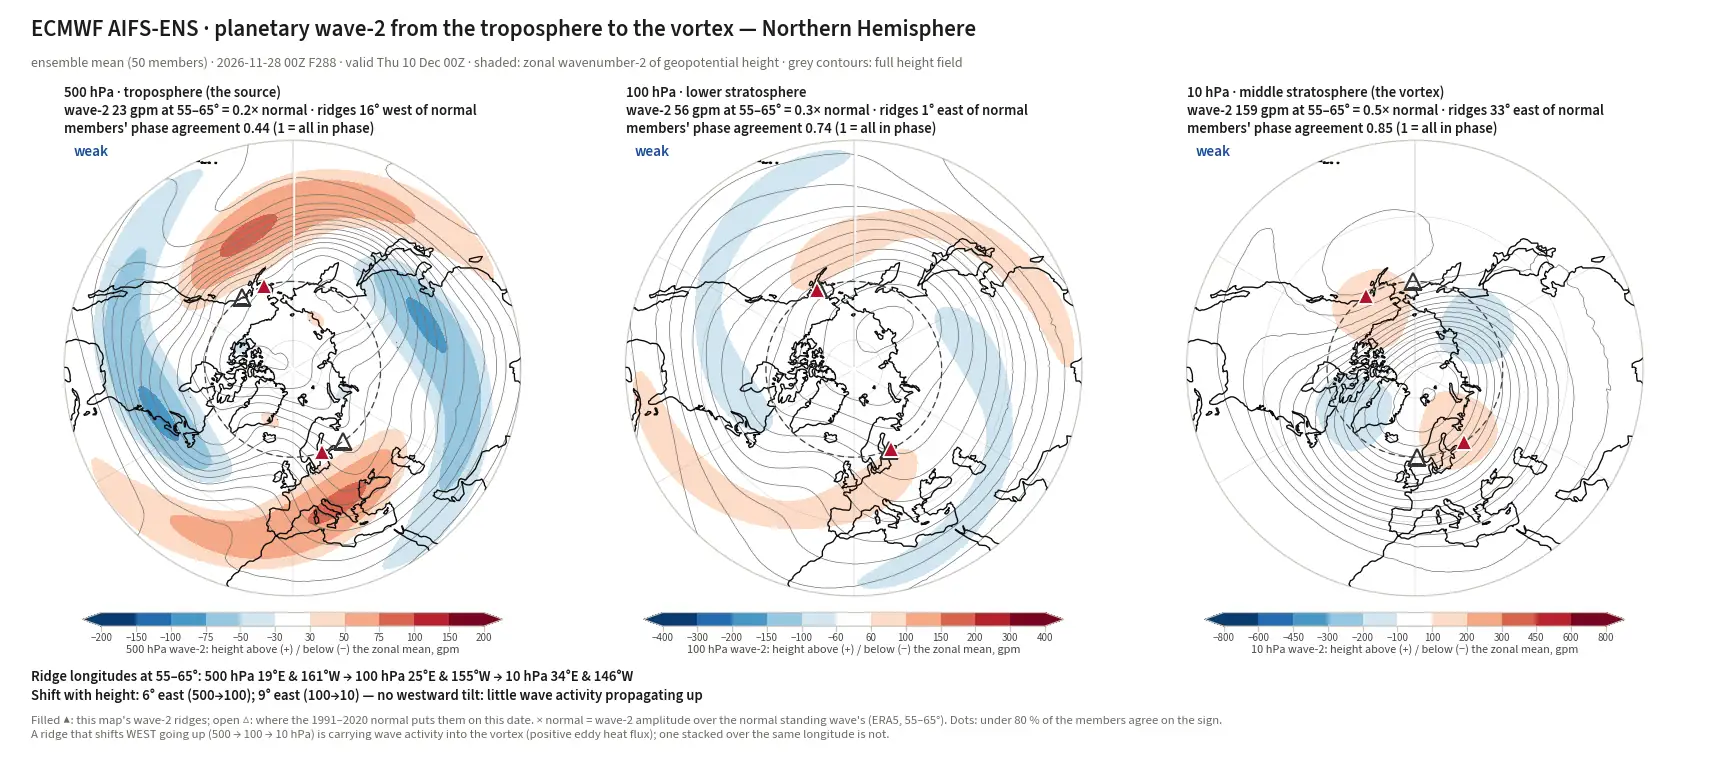 ECMWF AIFS-ENS · planetary wave-2 from the troposphere to the vortex — Northern Hemisphere
ensemble mean (50 members) · 2026-11-28 00Z F288 · valid Thu 10 Dec 00Z · shaded: zonal wavenumber-2 of geopotential height · grey contours: full height field
500 hPa · troposphere (the source)
wave-2 23 gpm at 55–65° = 0.2× normal · ridges 16° west of normal
members' phase agreement 0.44 (1 = all in phase)
weak
100 hPa · lower stratosphere
wave-2 56 gpm at 55–65° = 0.3× normal · ridges 1° east of normal
members' phase agreement 0.74 (1 = all in phase)
weak
10 hPa · middle stratosphere (the vortex)
wave-2 159 gpm at 55–65° = 0.5× normal · ridges 33° east of normal
members' phase agreement 0.85 (1 = all in phase)
weak
−200 −150 −100 −75 −50 −30 30 50 75 100 150 200
500 hPa wave-2: height above (+) / below (−) the zonal mean, gpm
−400 −300 −200 −150 −100 −60 60 100 150 200 300 400
100 hPa wave-2: height above (+) / below (−) the zonal mean, gpm
−800 −600 −450 −300 −200 −100 100 200 300 450 600 800
10 hPa wave-2: height above (+) / below (−) the zonal mean, gpm
Ridge longitudes at 55–65°: 500 hPa 19°E & 161°W → 100 hPa 25°E & 155°W → 10 hPa 34°E & 146°W
Shift with height: 6° east (500→100); 9° east (100→10) — no westward tilt: little wave activity propagating up
Filled ▲: this map's wave-2 ridges; open △: where the 1991–2020 normal puts them on this date. × normal = wave-2 amplitude over the normal standing wave's (ERA5, 55–65°). Dots: under 80 % of the members agree on the sign.
A ridge that shifts WEST going up (500 → 100 → 10 hPa) is carrying wave activity into the vortex (positive eddy heat flux); one stacked over the same longitude is not.